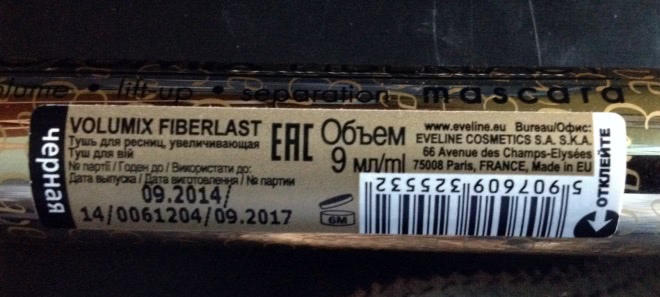 volume • lift up • separation mascara
черная
VOLUMIX FIBERLAST
Тушь для ресниц, увеличивающая
Туш для вій
№ партії / Годен до / Використати до:
Дата выпуска / Дата виготовлення / № партии
09.2014/
14/0061204/09.2017
EAC
Объем
9 мл/ml
6M
www.eveline.eu Bureau/Офис:
EVELINE COSMETICS S.A. S.K.A.
66 Avenue des Champs-Elysées
75008 Paris, FRANCE, Made in EU
5 907609 325532
ОТКЛЕЙТЕ